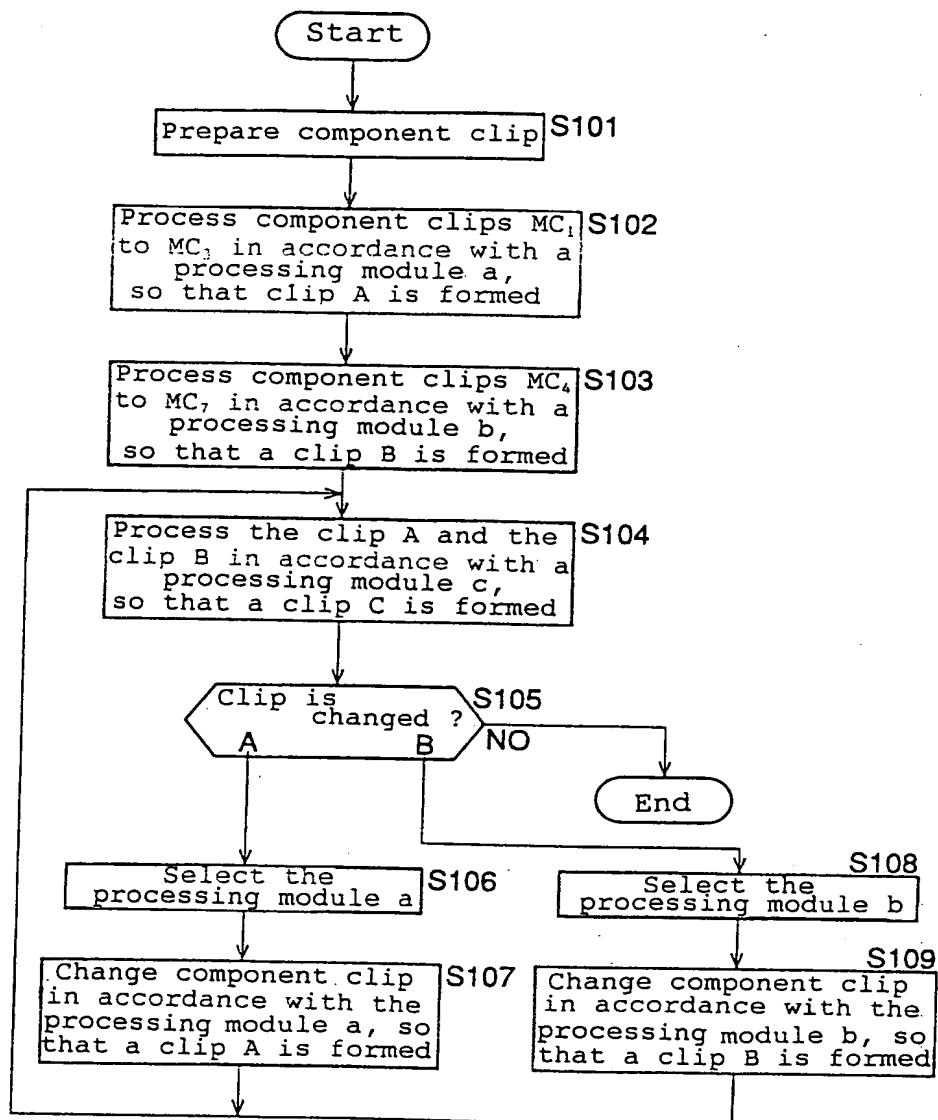 Start
Prepare component clip
S101
Process component clips MC₁
to MC₃ in accordance with a
processing module a,
so that clip A is formed
S102
Process component clips MC₄
to MC₇ in accordance with a
processing module b,
so that a clip B is formed
S103
Process the clip A and the
clip B in accordance with a
processing module c,
so that a clip C is formed
S104
Clip is
changed ?
S105
A
B
NO
End
Select the
processing module a
S106
Select the
processing module b
S108
Change component clip
in accordance with the
processing module a, so
that a clip A is formed
S107
Change component clip
in accordance with the
processing module b, so
that a clip B is formed
S109